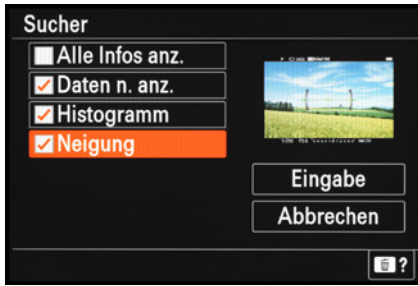 Sucher
Alle Infos anz.
Daten n. anz.
Histogramm
Neigung
Eingabe
Abbrechen
?